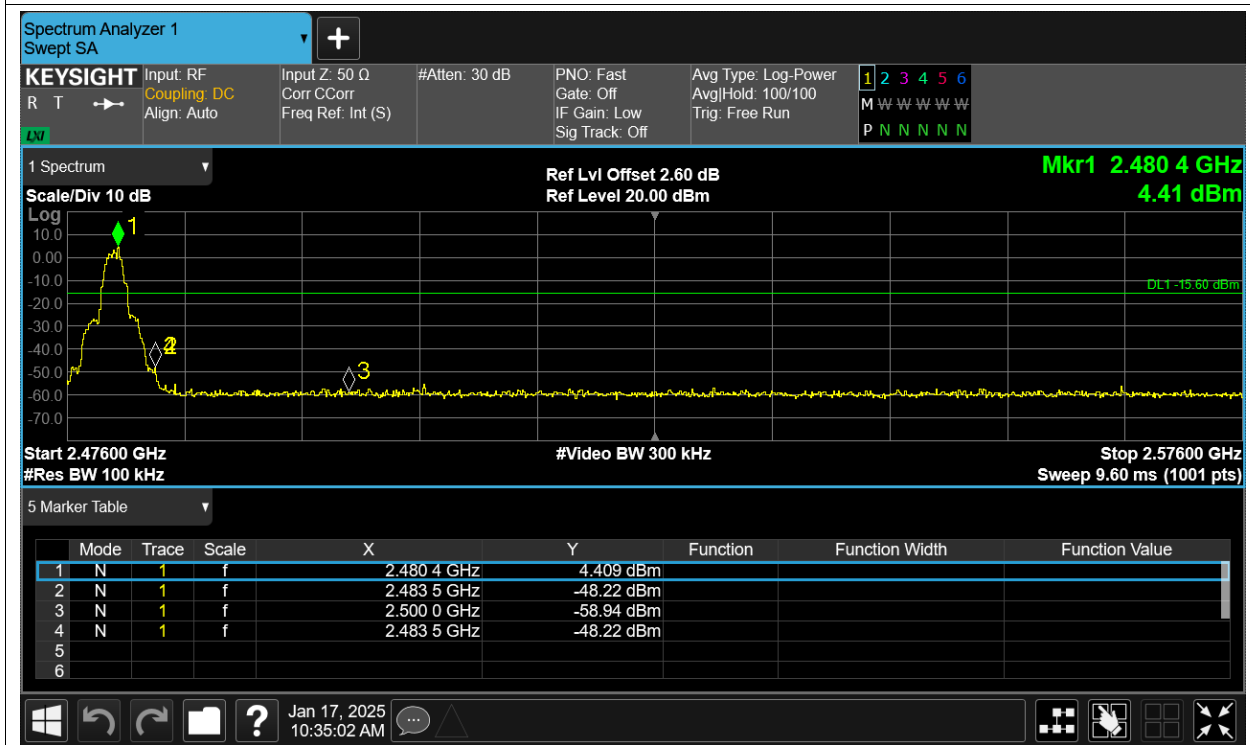 Spectrum Analyzer 1
Swept SA
KEYSIGHT
R T
LXI
Input: RF
Coupling: DC
Align: Auto
Input Z: 50 Ω
Corr CCorr
Freq Ref: Int (S)
#Atten: 30 dB
PNO: Fast
Gate: Off
IF Gain: Low
Sig Track: Off
Avg Type: Log-Power
Avg|Hold: 100/100
Trig: Free Run
1 2 3 4 5 6
M W W W W W
P N N N N N
1 Spectrum
Scale/Div 10 dB
Ref Lvl Offset 2.60 dB
Ref Level 20.00 dBm
Mkr1 2.480 4 GHz
4.41 dBm
Log
10.0
0.00
-10.0
-20.0
-30.0
-40.0
-50.0
-60.0
-70.0
1
2
4
3
DL1 -15.60 dBm
Start 2.47600 GHz
#Res BW 100 kHz
#Video BW 300 kHz
Stop 2.57600 GHz
Sweep 9.60 ms (1001 pts)
5 Marker Table
Mode Trace Scale X Y Function Function Width Function Value
1 N 1 f 2.480 4 GHz 4.409 dBm
2 N 1 f 2.483 5 GHz -48.22 dBm
3 N 1 f 2.500 0 GHz -58.94 dBm
4 N 1 f 2.483 5 GHz -48.22 dBm
5
6
?
Jan 17, 2025
10:35:02 AM